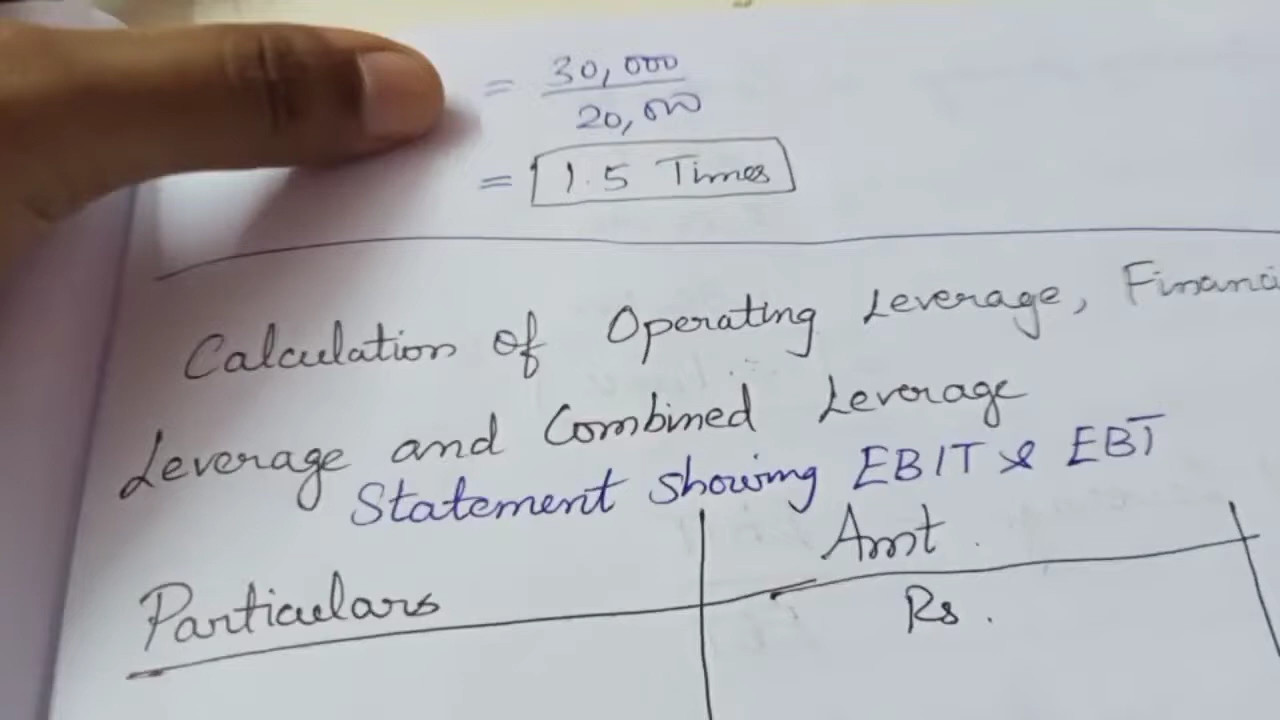 = 30,000
20,000
= 1.5 Times
Calculation of Operating Leverage, Financi
Leverage and Combined Leverage
Statement showing EBIT & EBT
Particulars
Amt.
Rs.